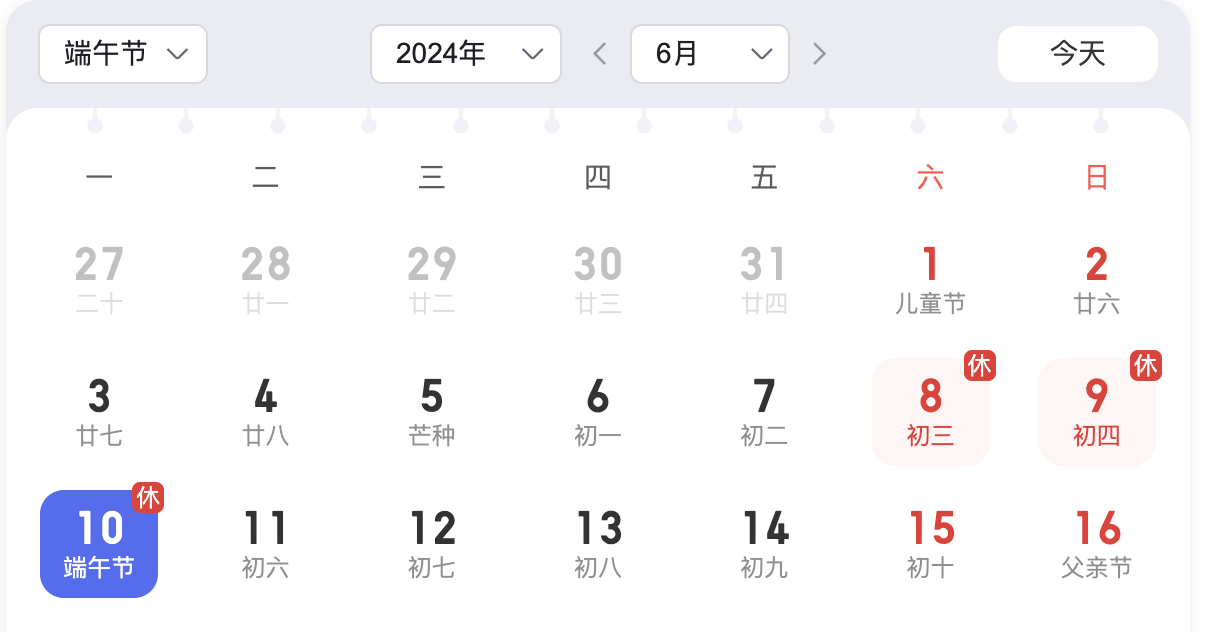 端午节 2024年 6月 今天
一 二 三 四 五 六 日
27 28 29 30 31 1 2
二十 廿一 廿二 廿三 廿四 儿童节 廿六
休 休
3 4 5 6 7 8 9
廿七 廿八 芒种 初一 初二 初三 初四
休
10 11 12 13 14 15 16
端午节 初六 初七 初八 初九 初十 父亲节